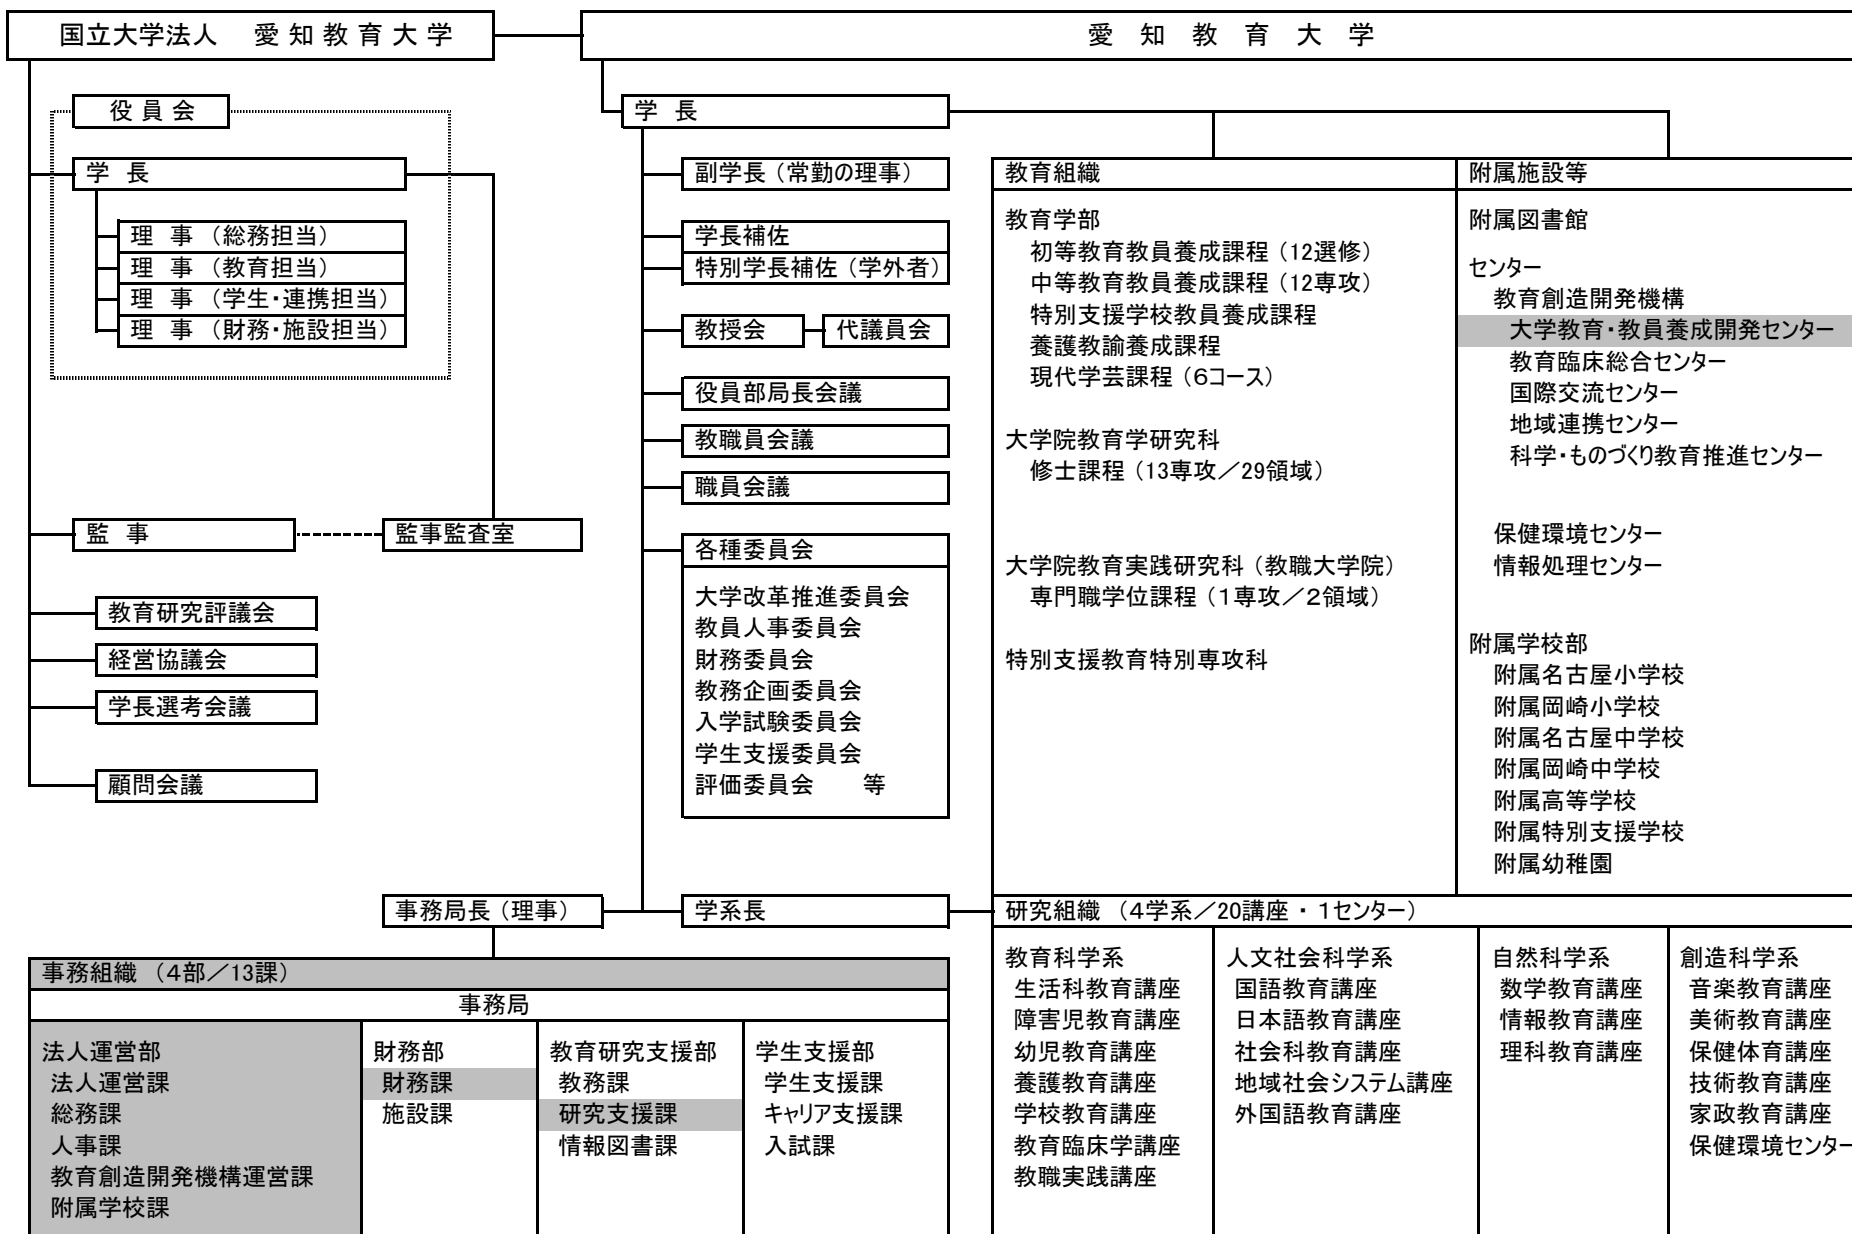 国立大学法人　愛 知 教 育 大 学
愛　知　教　育　大　学
役 員 会
学　長
理　事 （総務担当）
理　事 （教育担当）
理　事 （学生・連携担当）
理　事 （財務・施設担当）
監　事
監事監査室
教育研究評議会
経営協議会
学長選考会議
顧問会議
学　長
副学長（常勤の理事）
学長補佐
特別学長補佐（学外者）
教授会
代議員会
役員部局長会議
教職員会議
職員会議
各種委員会
大学改革推進委員会
教員人事委員会
財務委員会
教務企画委員会
入学試験委員会
学生支援委員会
評価委員会　　等
教育組織
教育学部
初等教育教員養成課程（12選修）
中等教育教員養成課程（12専攻）
特別支援学校教員養成課程
養護教諭養成課程
現代学芸課程（6コース）
大学院教育学研究科
修士課程（13専攻／29領域）
大学院教育実践研究科（教職大学院）
専門職学位課程（１専攻／２領域）
特別支援教育特別専攻科
附属施設等
附属図書館
センター
教育創造開発機構
大学教育・教員養成開発センター
教育臨床総合センター
国際交流センター
地域連携センター
科学・ものづくり教育推進センター
保健環境センター
情報処理センター
附属学校部
附属名古屋小学校
附属岡崎小学校
附属名古屋中学校
附属岡崎中学校
附属高等学校
附属特別支援学校
附属幼稚園
事務局長（理事）
学系長
事務組織 （４部／13課）
事務局
法人運営部
法人運営課
総務課
人事課
教育創造開発機構運営課
附属学校課
財務部
財務課
施設課
教育研究支援部
教務課
研究支援課
情報図書課
学生支援部
学生支援課
キャリア支援課
入試課
研究組織 （４学系／20講座 ・ １センター）
教育科学系
生活科教育講座
障害児教育講座
幼児教育講座
養護教育講座
学校教育講座
教育臨床学講座
教職実践講座
人文社会科学系
国語教育講座
日本語教育講座
社会科教育講座
地域社会システム講座
外国語教育講座
自然科学系
数学教育講座
情報教育講座
理科教育講座
創造科学系
音楽教育講座
美術教育講座
保健体育講座
技術教育講座
家政教育講座
保健環境センター